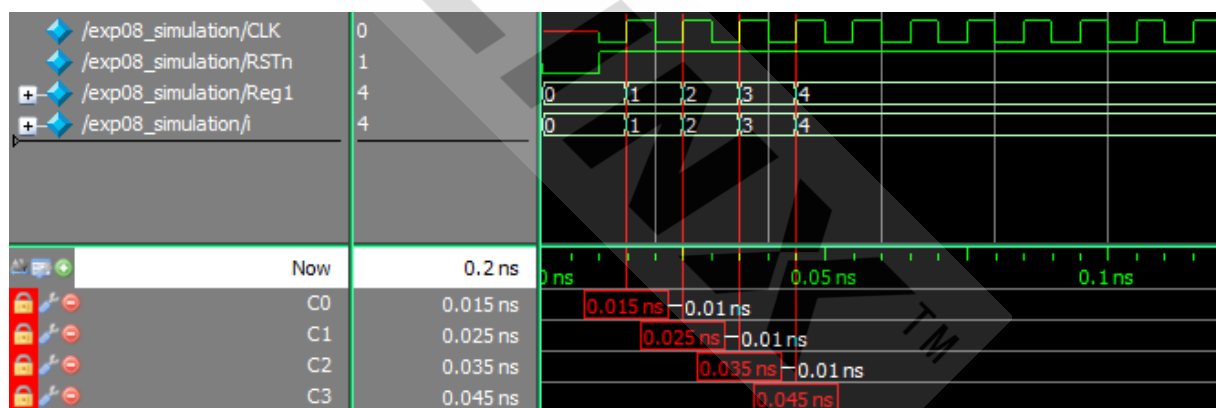 /exp08_simulation/CLK 0
/exp08_simulation/RSTn 1
/exp08_simulation/Reg1 4 0 1 2 3 4
/exp08_simulation/i 4 0 1 2 3 4
Now 0.2 ns 0 ns 0.05 ns 0.1 ns
C0 0.015 ns 0.015 ns 0.01 ns
C1 0.025 ns 0.025 ns 0.01 ns
C2 0.035 ns 0.035 ns 0.01 ns
C3 0.045 ns 0.045 ns
TM